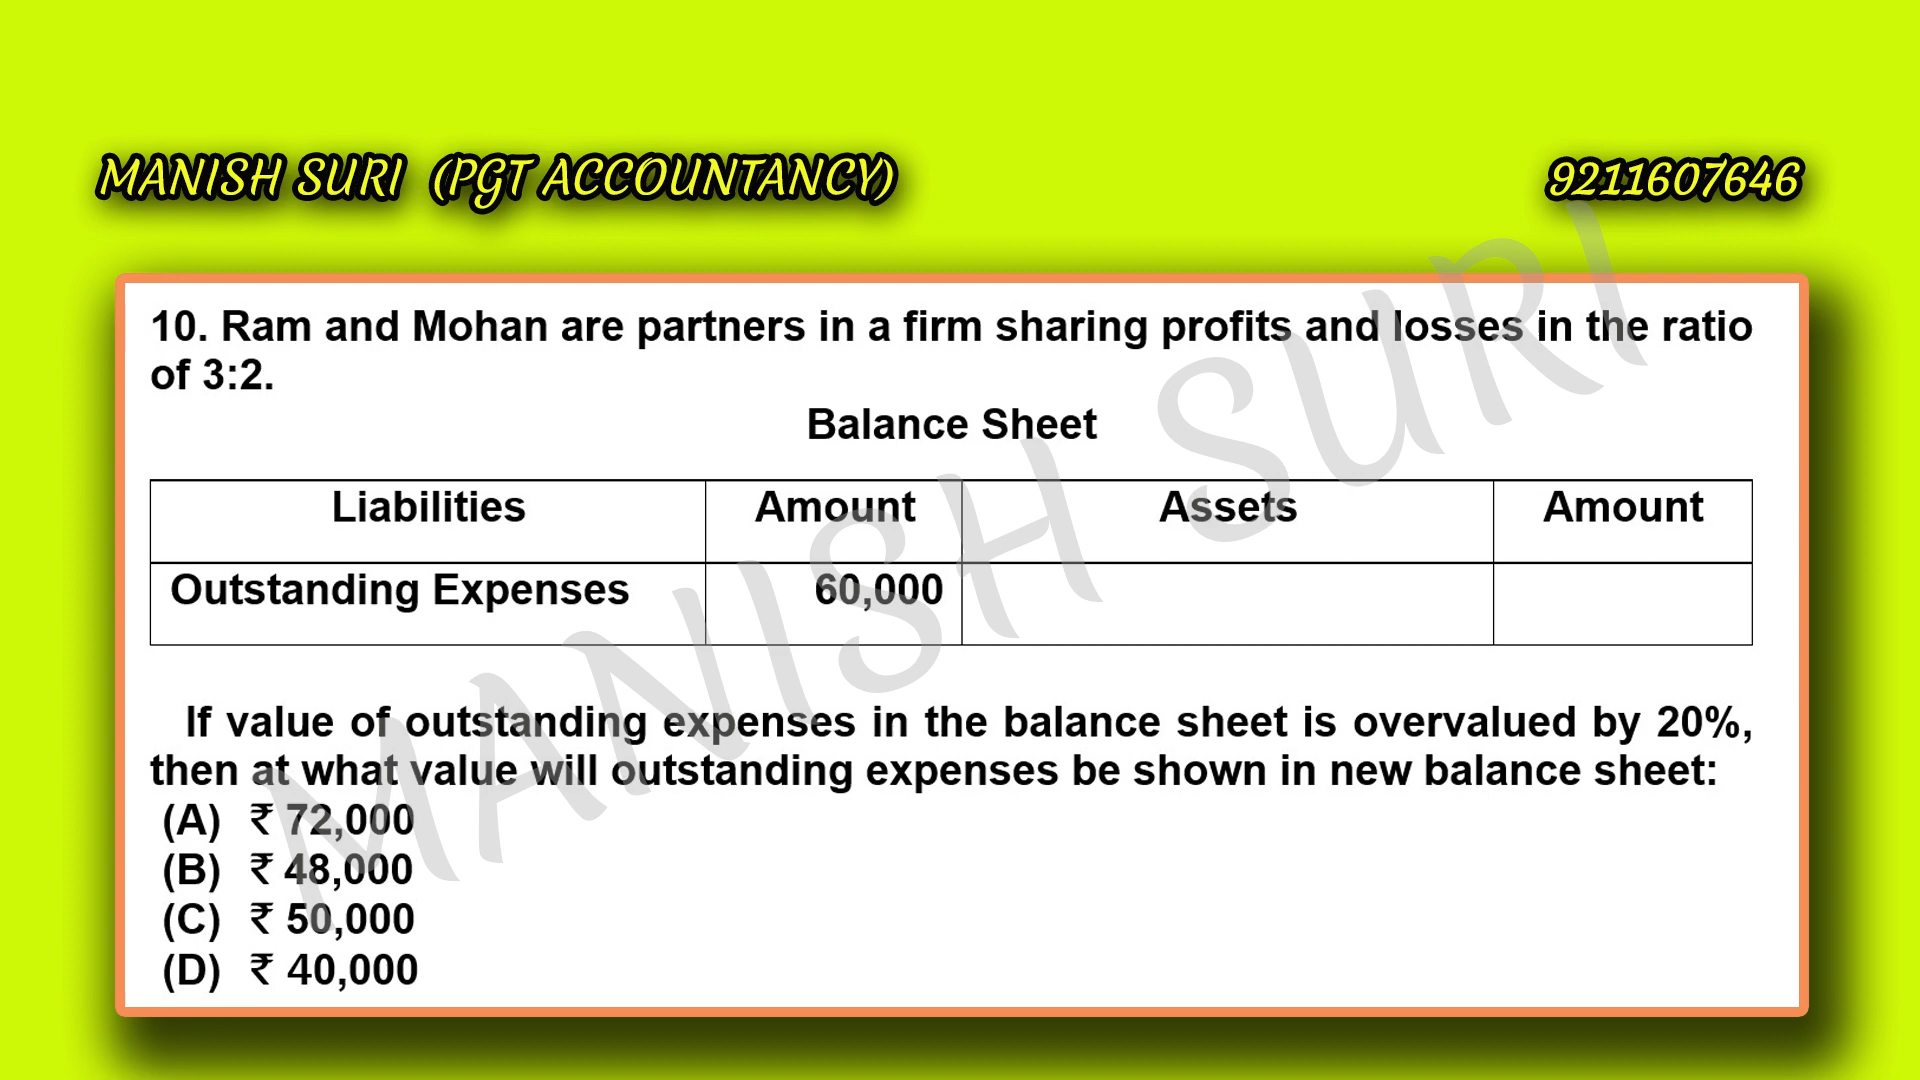 MANISH SURI (PGT ACCOUNTANCY)
9211607646
10. Ram and Mohan are partners in a firm sharing profits and losses in the ratio
of 3:2.
Balance Sheet
Liabilities Amount Assets Amount
Outstanding Expenses 60,000
If value of outstanding expenses in the balance sheet is overvalued by 20%,
then at what value will outstanding expenses be shown in new balance sheet:
(A) ₹ 72,000
(B) ₹ 48,000
(C) ₹ 50,000
(D) ₹ 40,000
MANISH SURI